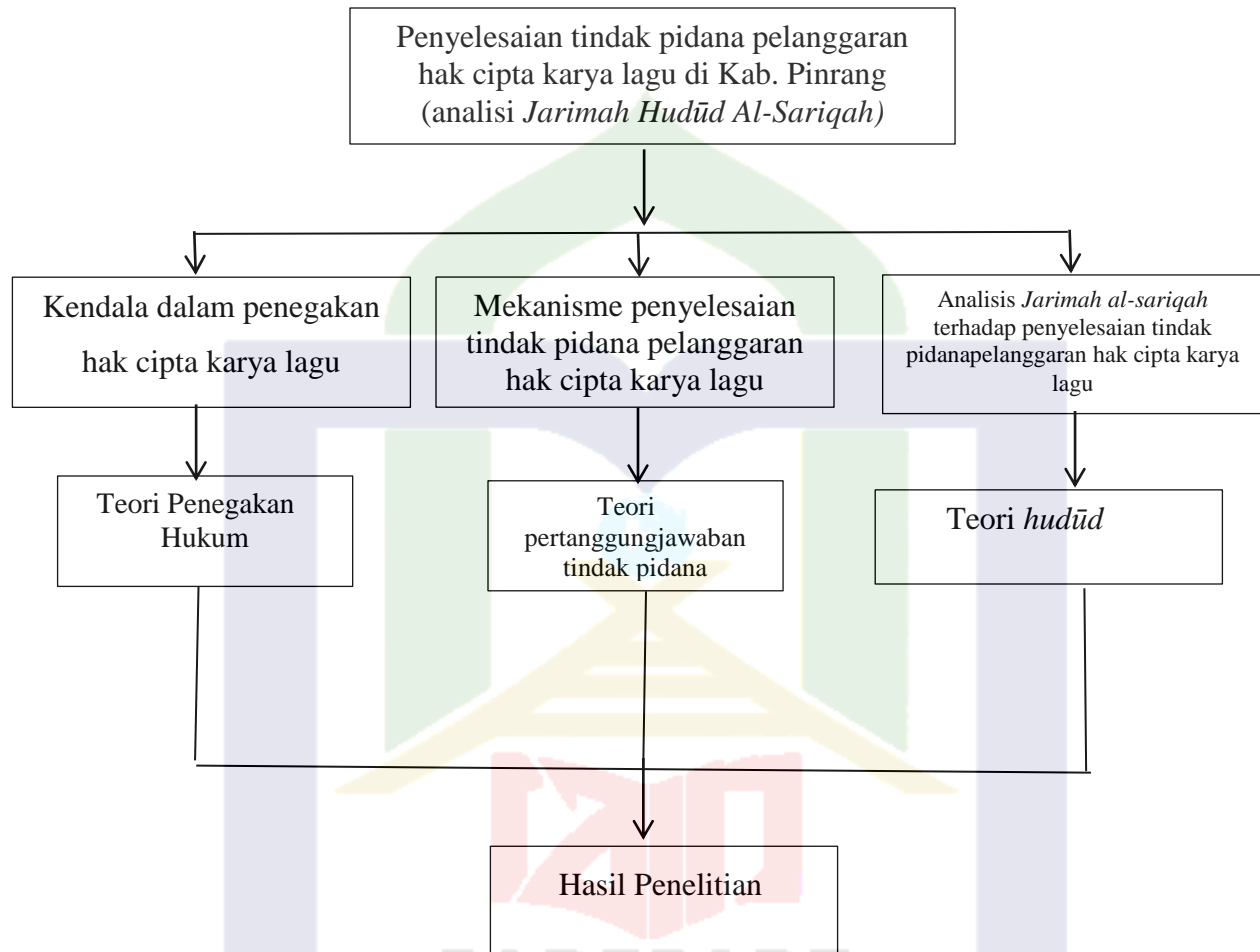 Penyelesaian tindak pidana pelanggaran
hak cipta karya lagu di Kab. Pinrang
(analisi Jarimah Hudūd Al-Sariqah)
Kendala dalam penegakan
hak cipta karya lagu
Mekanisme penyelesaian
tindak pidana pelanggaran
hak cipta karya lagu
Analisis Jarimah al-sariqah
terhadap penyelesaian tindak
pidanapelanggaran hak cipta karya
lagu
Teori Penegakan
Hukum
Teori
pertanggungjawaban
tindak pidana
Teori hudūd
Hasil Penelitian